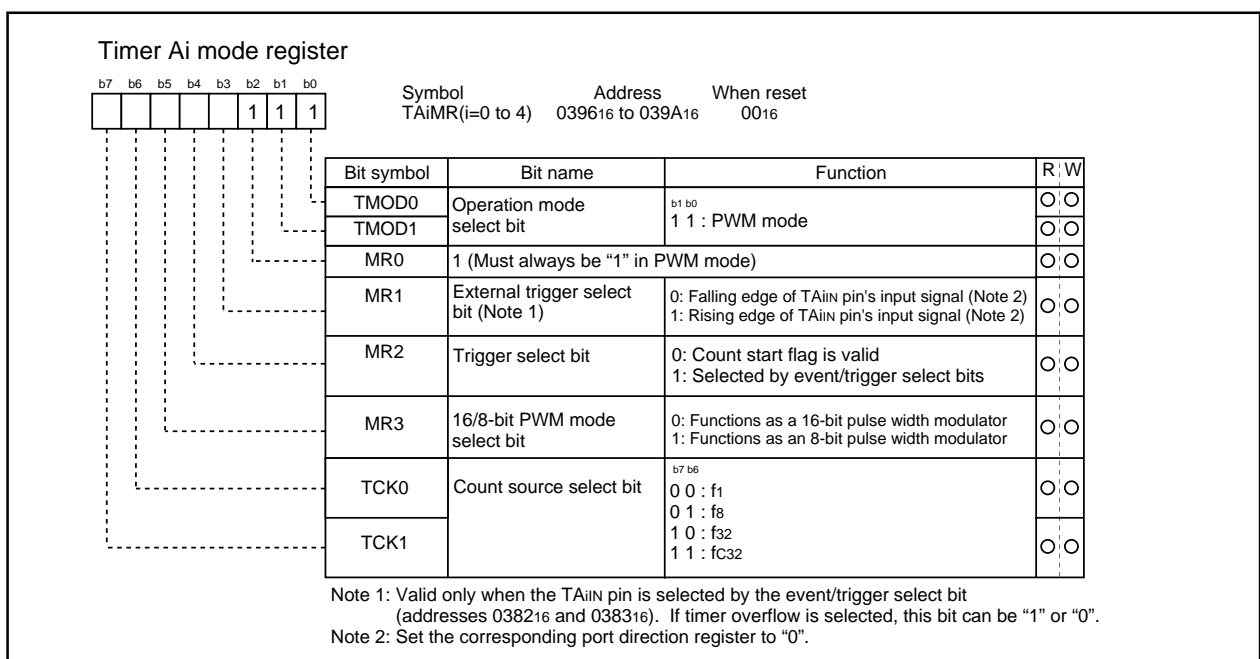 Timer Ai mode register
b7 b6 b5 b4 b3 b2 b1 b0
1 1 1
Symbol Address When reset
TAiMR(i=0 to 4) 039616 to 039A16 0016
Bit symbol Bit name Function R W
TMOD0
TMOD1
Operation mode
select bit
b1 b0
1 1 : PWM mode
MR0 1 (Must always be “1” in PWM mode)
MR1 External trigger select
bit (Note 1)
0: Falling edge of TAiIN pin's input signal (Note 2)
1: Rising edge of TAiIN pin's input signal (Note 2)
MR2 Trigger select bit
0: Count start flag is valid
1: Selected by event/trigger select bits
MR3 16/8-bit PWM mode
select bit
0: Functions as a 16-bit pulse width modulator
1: Functions as an 8-bit pulse width modulator
TCK0
TCK1
Count source select bit
b7 b6
0 0 : f1
0 1 : f8
1 0 : f32
1 1 : fC32
Note 1: Valid only when the TAiIN pin is selected by the event/trigger select bit
(addresses 038216 and 038316). If timer overflow is selected, this bit can be “1” or “0”.
Note 2: Set the corresponding port direction register to “0”.